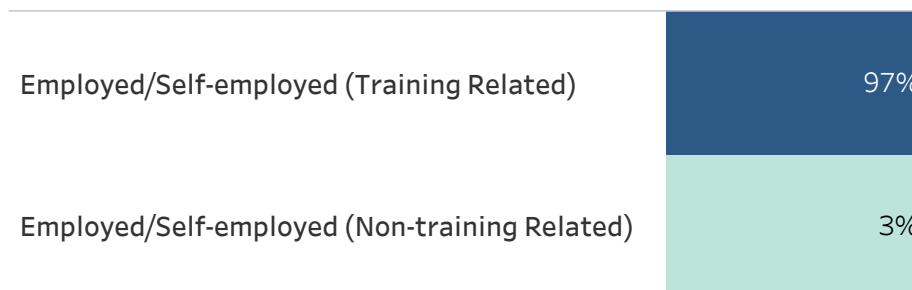 Employed/Self-employed (Training Related) 97%
Employed/Self-employed (Non-training Related) 3%